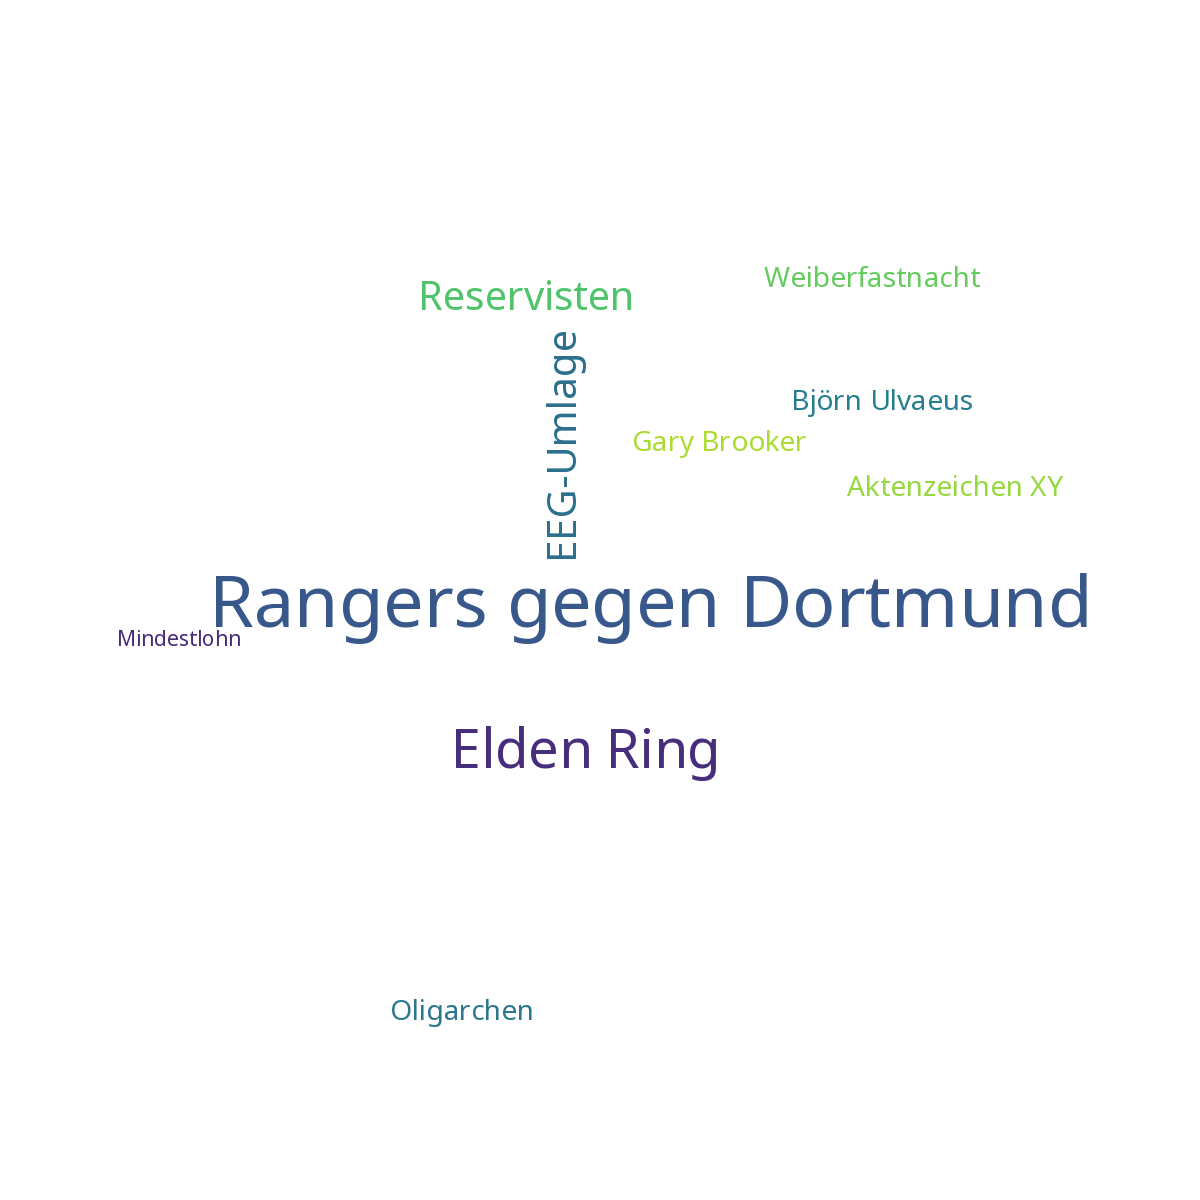 Weiberfastnacht
Reservisten
EEG-Umlage
Björn Ulvaeus
Gary Brooker
Aktenzeichen XY
Rangers gegen Dortmund
Mindestlohn
Elden Ring
Oligarchen